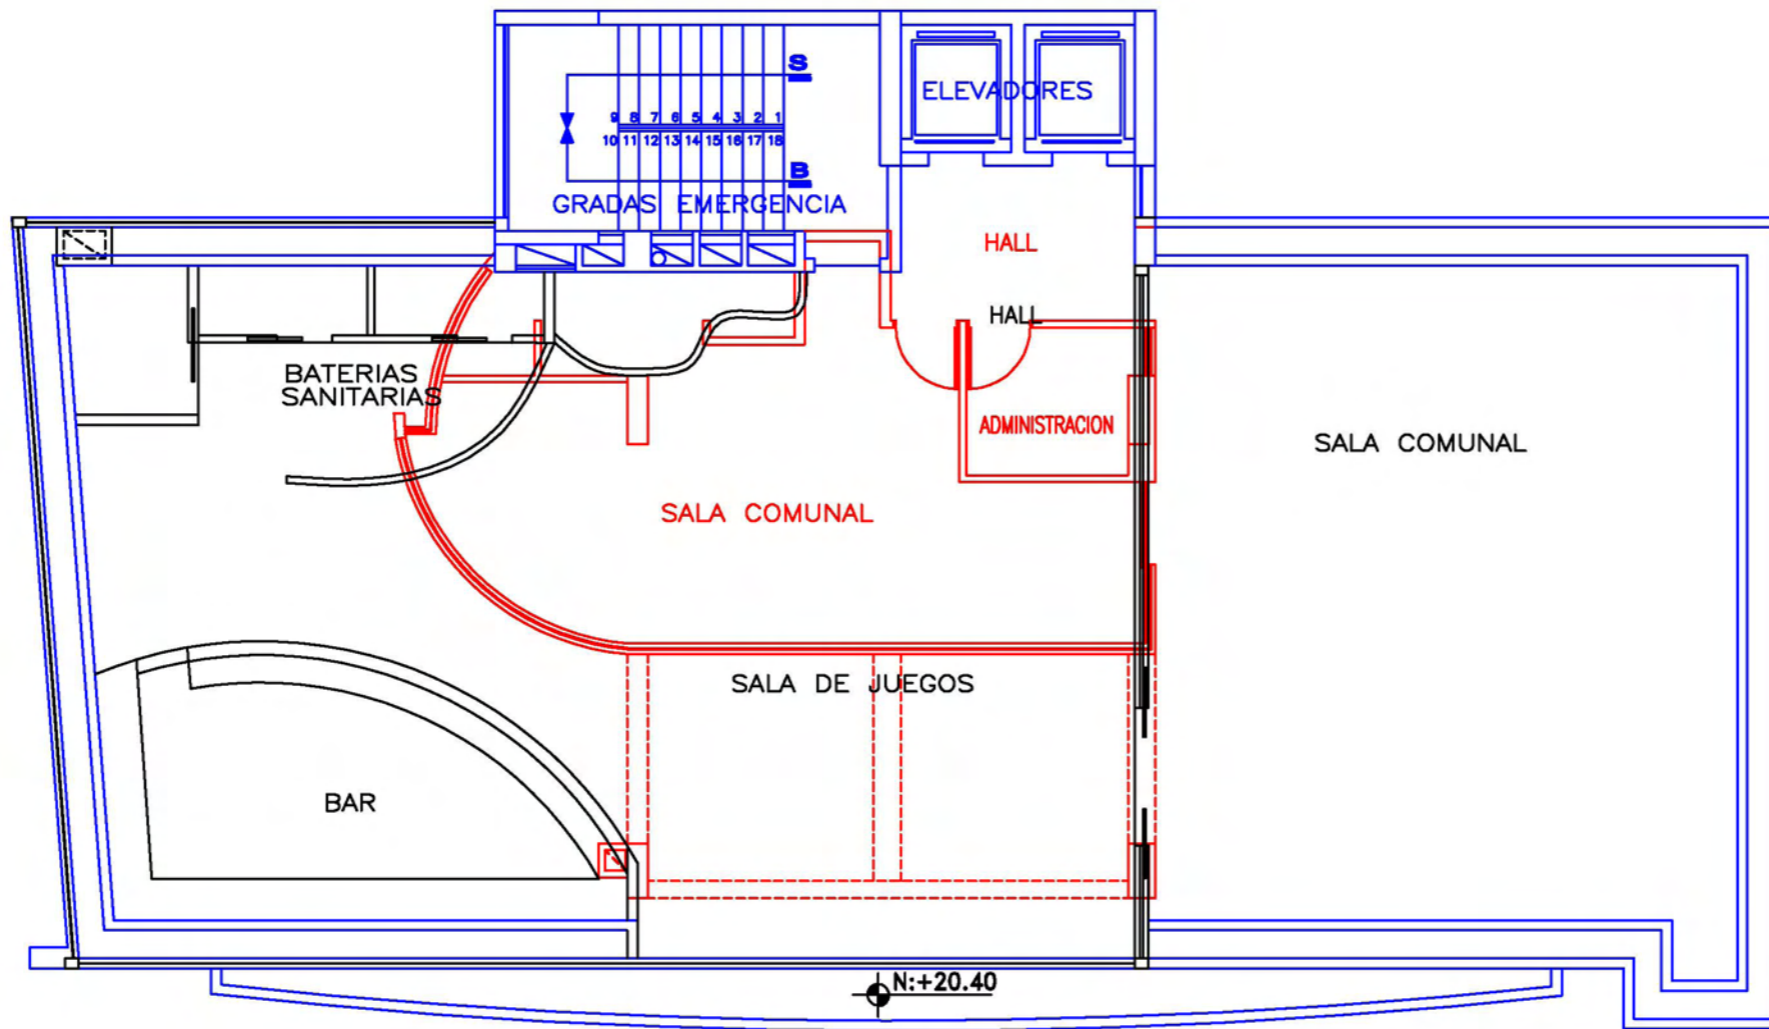 S
ELEVADORES
9 8 7 6 5 4 3 2 1
10 11 12 13 14 15 16 17 18
B
GRADAS EMERGENCIA
HALL
HALL
BATERIAS
SANITARIAS
ADMINISTRACION
SALA COMUNAL
SALA COMUNAL
SALA DE JUEGOS
BAR
N:+20.40